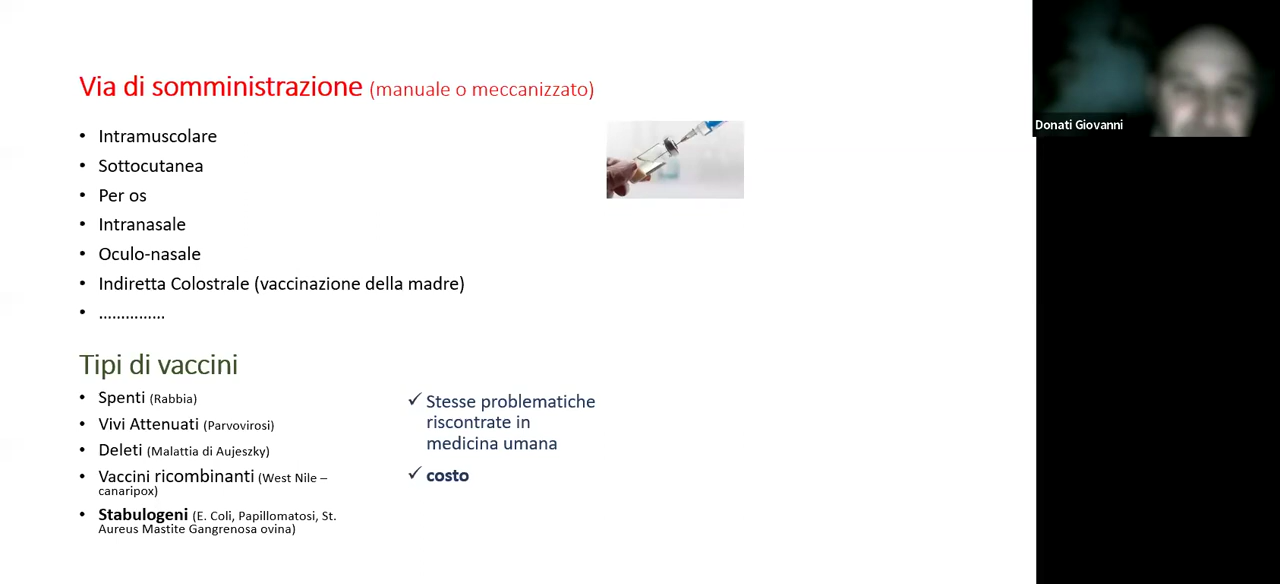 Via di somministrazione (manuale o meccanizzato)
• Intramuscolare
• Sottocutanea
• Per os
• Intranasale
• Oculo-nasale
• Indiretta Colostrale (vaccinazione della madre)
• ……………
Tipi di vaccini
• Spenti (Rabbia)
• Vivi Attenuati (Parvovirosi)
• Deleti (Malattia di Aujeszky)
• Vaccini ricombinanti (West Nile –
canaripox)
• Stabulogeni (E. Coli, Papillomatosi, St.
Aureus Mastite Gangrenosa ovina)
✓ Stesse problematiche
riscontrate in
medicina umana
✓ costo
Donati Giovanni